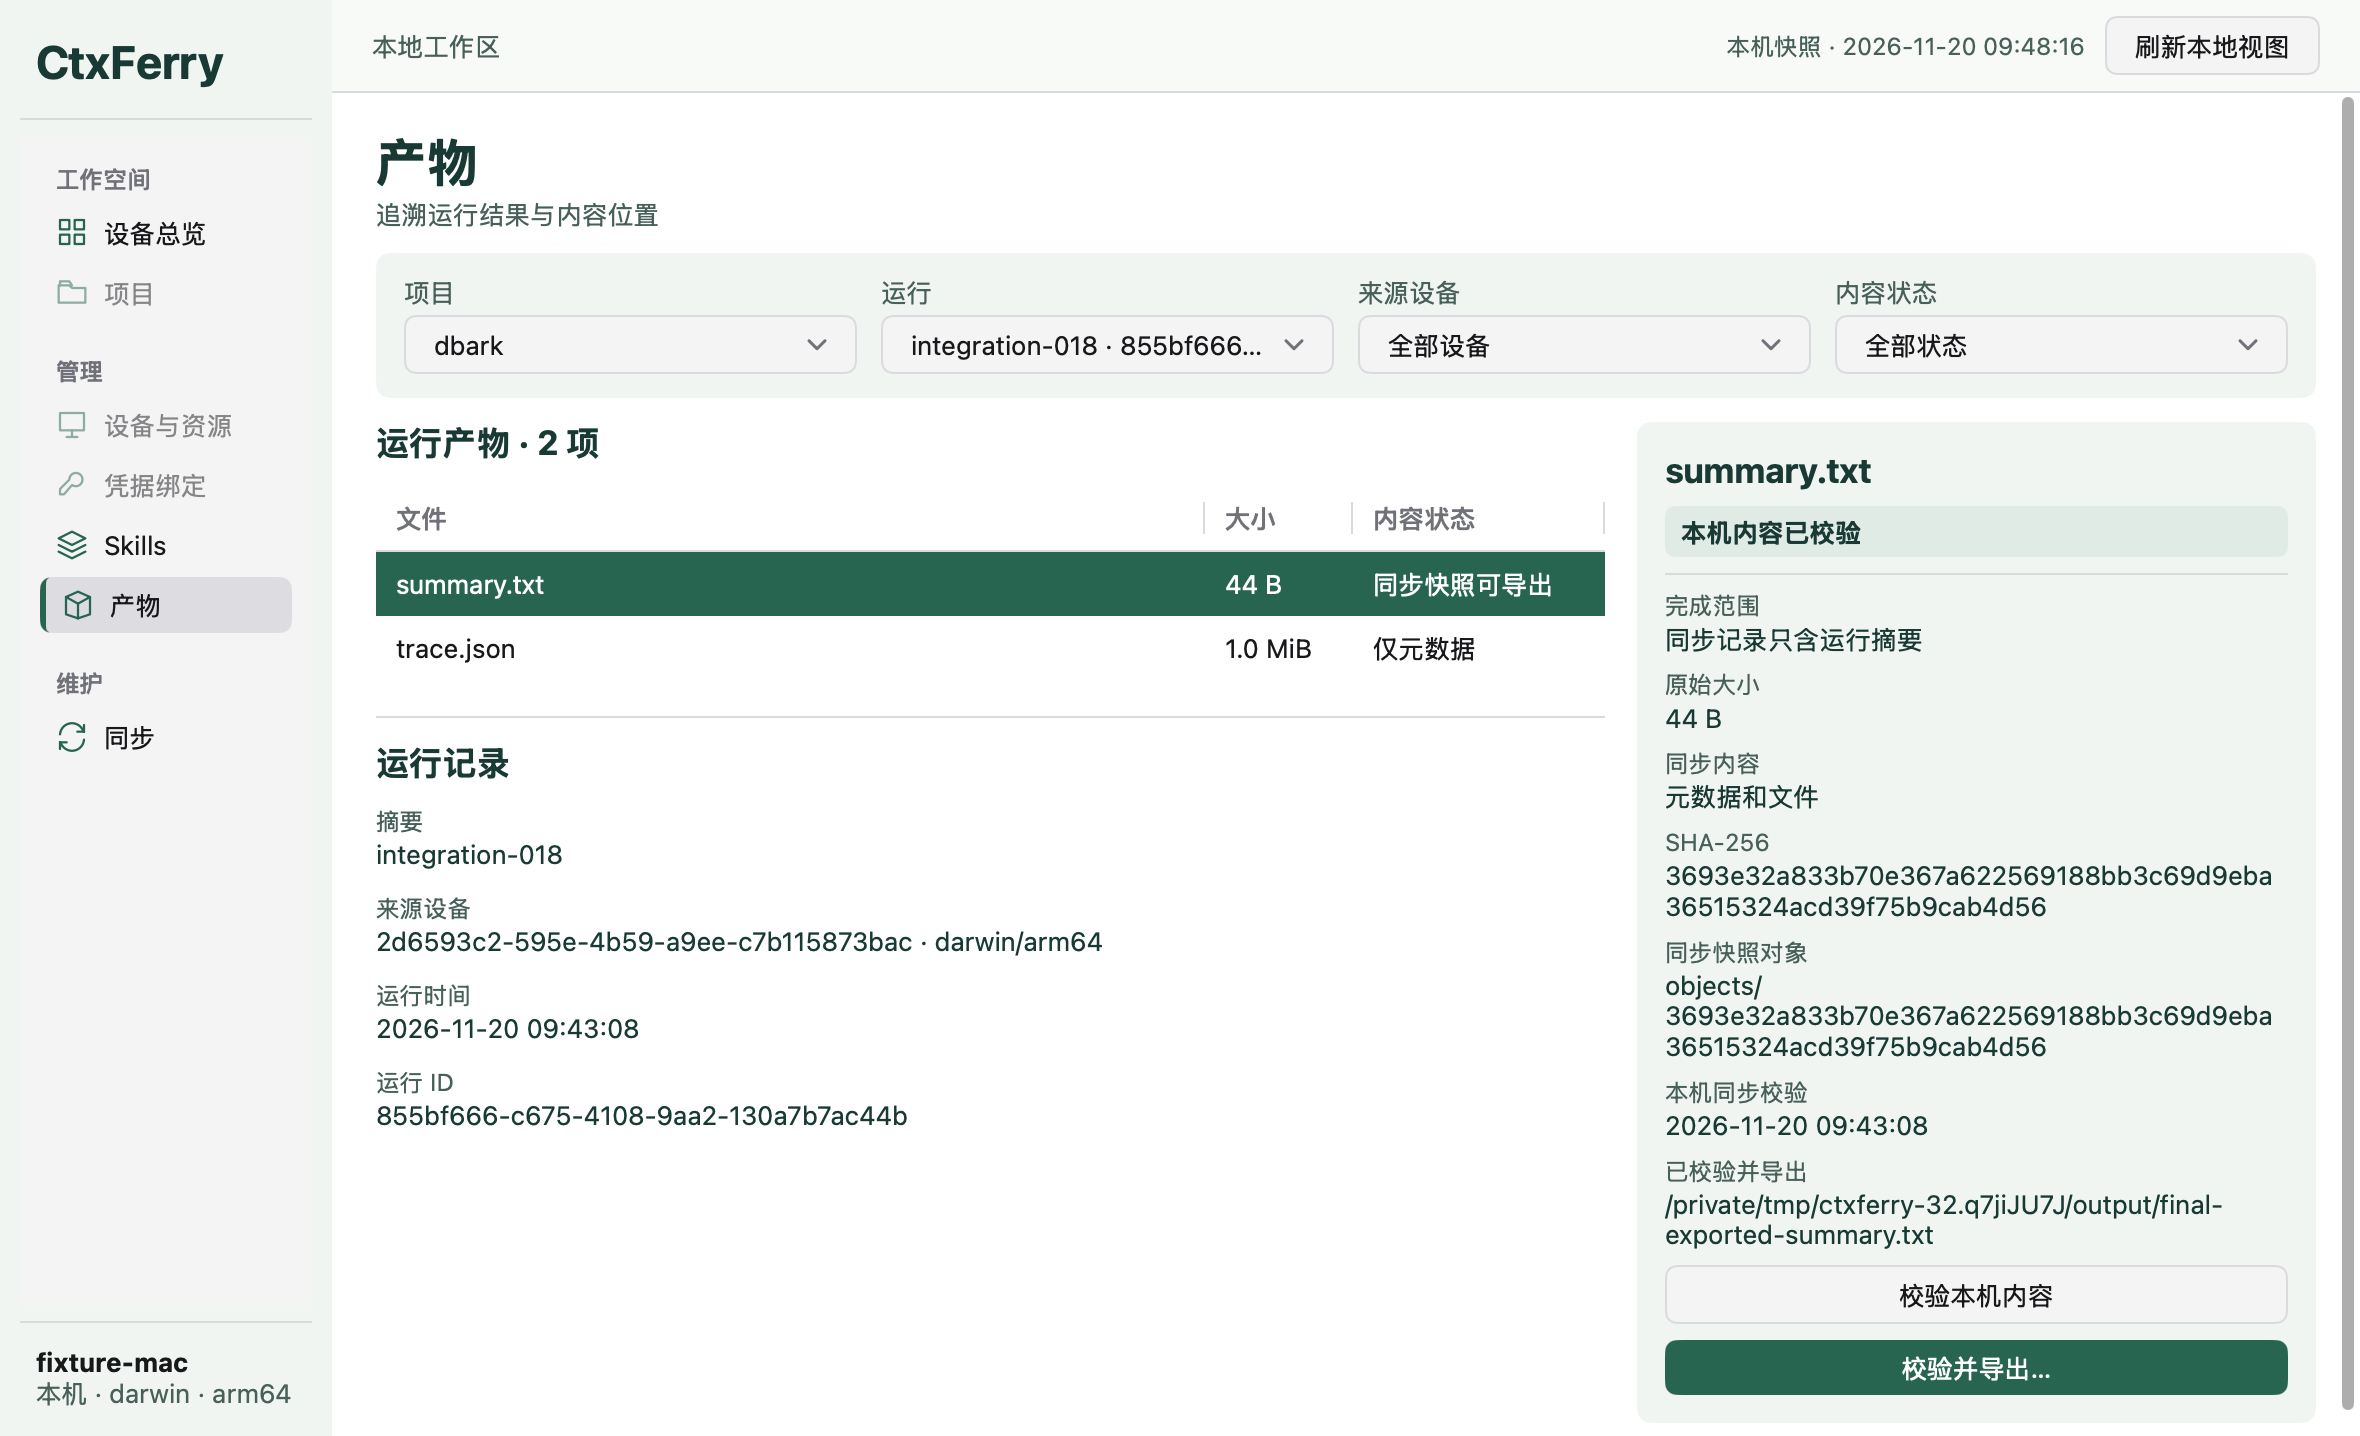 CtxFerry
工作空间
设备总览
项目
管理
设备与资源
凭据绑定
Skills
产物
维护
同步
fixture-mac
本机 · darwin · arm64
本地工作区
本机快照 · 2026-11-20 09:48:16
刷新本地视图
产物
追溯运行结果与内容位置
项目
运行
来源设备
内容状态
dbark
integration-018 · 855bf666...
全部设备
全部状态
运行产物 · 2 项
文件
大小
内容状态
summary.txt
44 B
同步快照可导出
trace.json
1.0 MiB
仅元数据
运行记录
摘要
integration-018
来源设备
2d6593c2-595e-4b59-a9ee-c7b115873bac · darwin/arm64
运行时间
2026-11-20 09:43:08
运行 ID
855bf666-c675-4108-9aa2-130a7b7ac44b
summary.txt
本机内容已校验
完成范围
同步记录只含运行摘要
原始大小
44 B
同步内容
元数据和文件
SHA-256
3693e32a833b70e367a622569188bb3c69d9eba
36515324acd39f75b9cab4d56
同步快照对象
objects/
3693e32a833b70e367a622569188bb3c69d9eba
36515324acd39f75b9cab4d56
本机同步校验
2026-11-20 09:43:08
已校验并导出
/private/tmp/ctxferry-32.q7jiJU7J/output/final-
exported-summary.txt
校验本机内容
校验并导出...